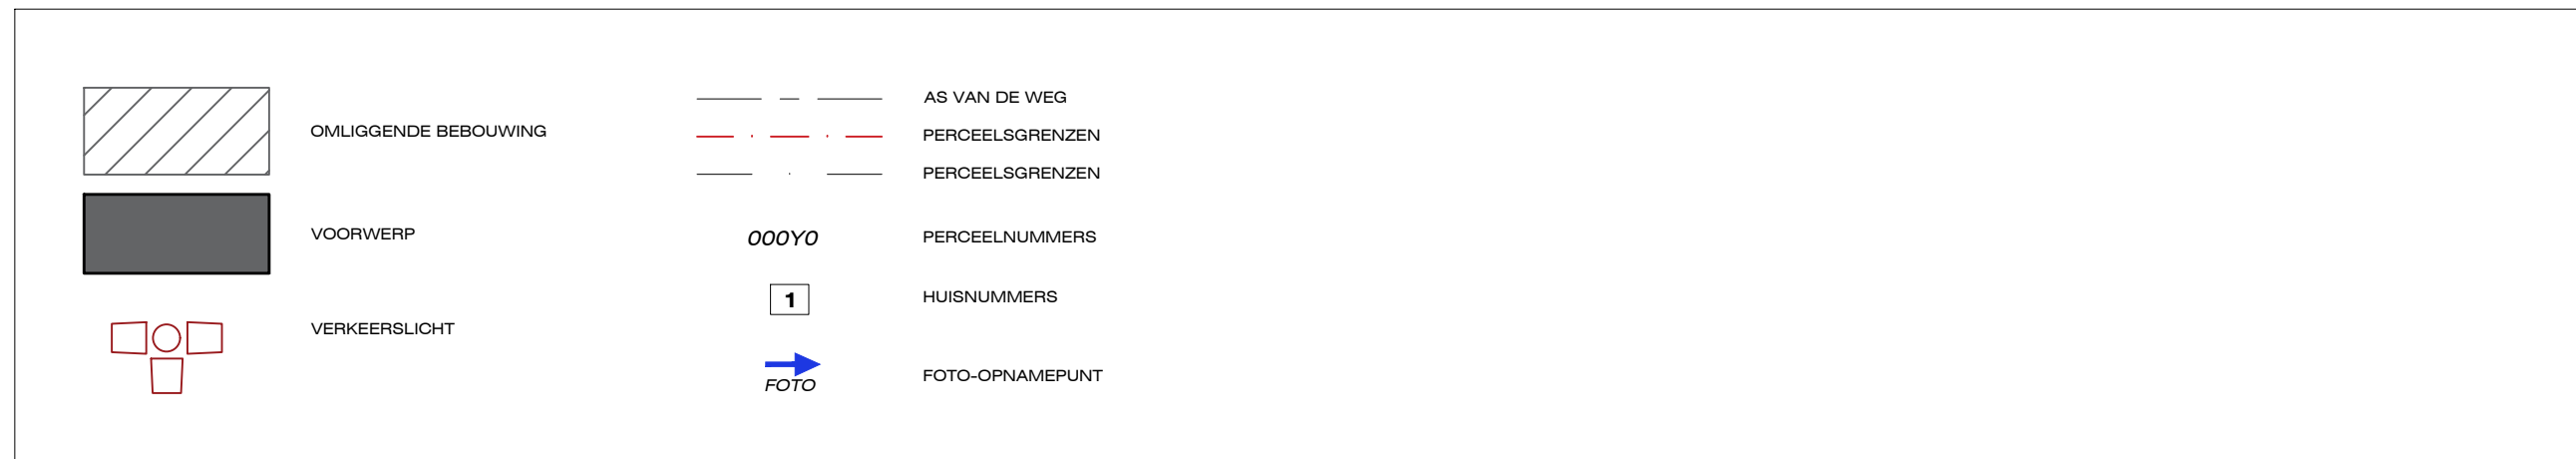 OMLIGGENDE BEBOUWING
VOORWERP
VERKEERSLICHT
AS VAN DE WEG
PERCEELSGRENZEN
PERCEELSGRENZEN
000Y0 PERCEELNUMMERS
1 HUISNUMMERS
FOTO FOTO-OPNAMEPUNT